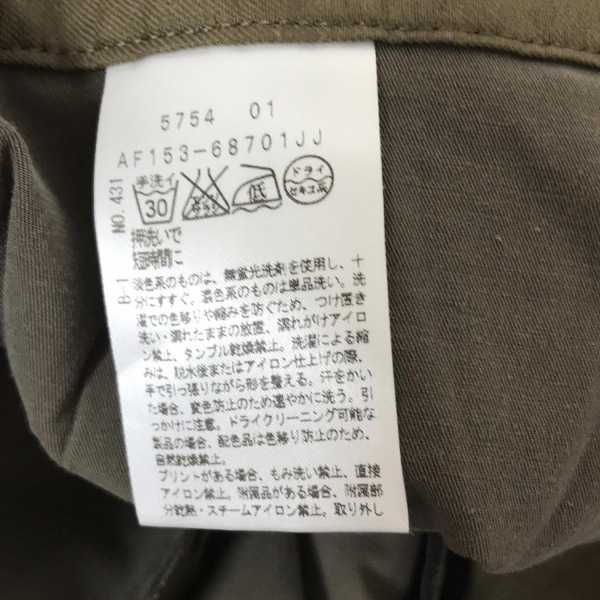 5754 01
AF153-68701JJ
手洗イ 30
エンソサラシ
低
ドライ
セキユ系
NO.431
B-1
押洗いで
短時間に
淡色系のものは、無蛍光洗剤を使用し、十
分にすすぐ。濃色系のものは単品洗い。洗
濯での色移りや縮みを防ぐため、つけ置き
洗い・濡れたままの放置、濡れがけアイロ
ン禁止。タンブル乾燥禁止。洗濯による縮
みは、脱水後またはアイロン仕上げの際、
手で引っ張りながら形を整える。汗をかい
た場合、変色防止のため速やかに洗う。引
っかけに注意。ドライクリーニング可能な
製品の場合、配色品は色移り防止のため、
自然乾燥禁止。
プリントがある場合、もみ洗い禁止、直接
アイロン禁止。附属品がある場合、附属部
分熱・スチームアイロン禁止。取り外し